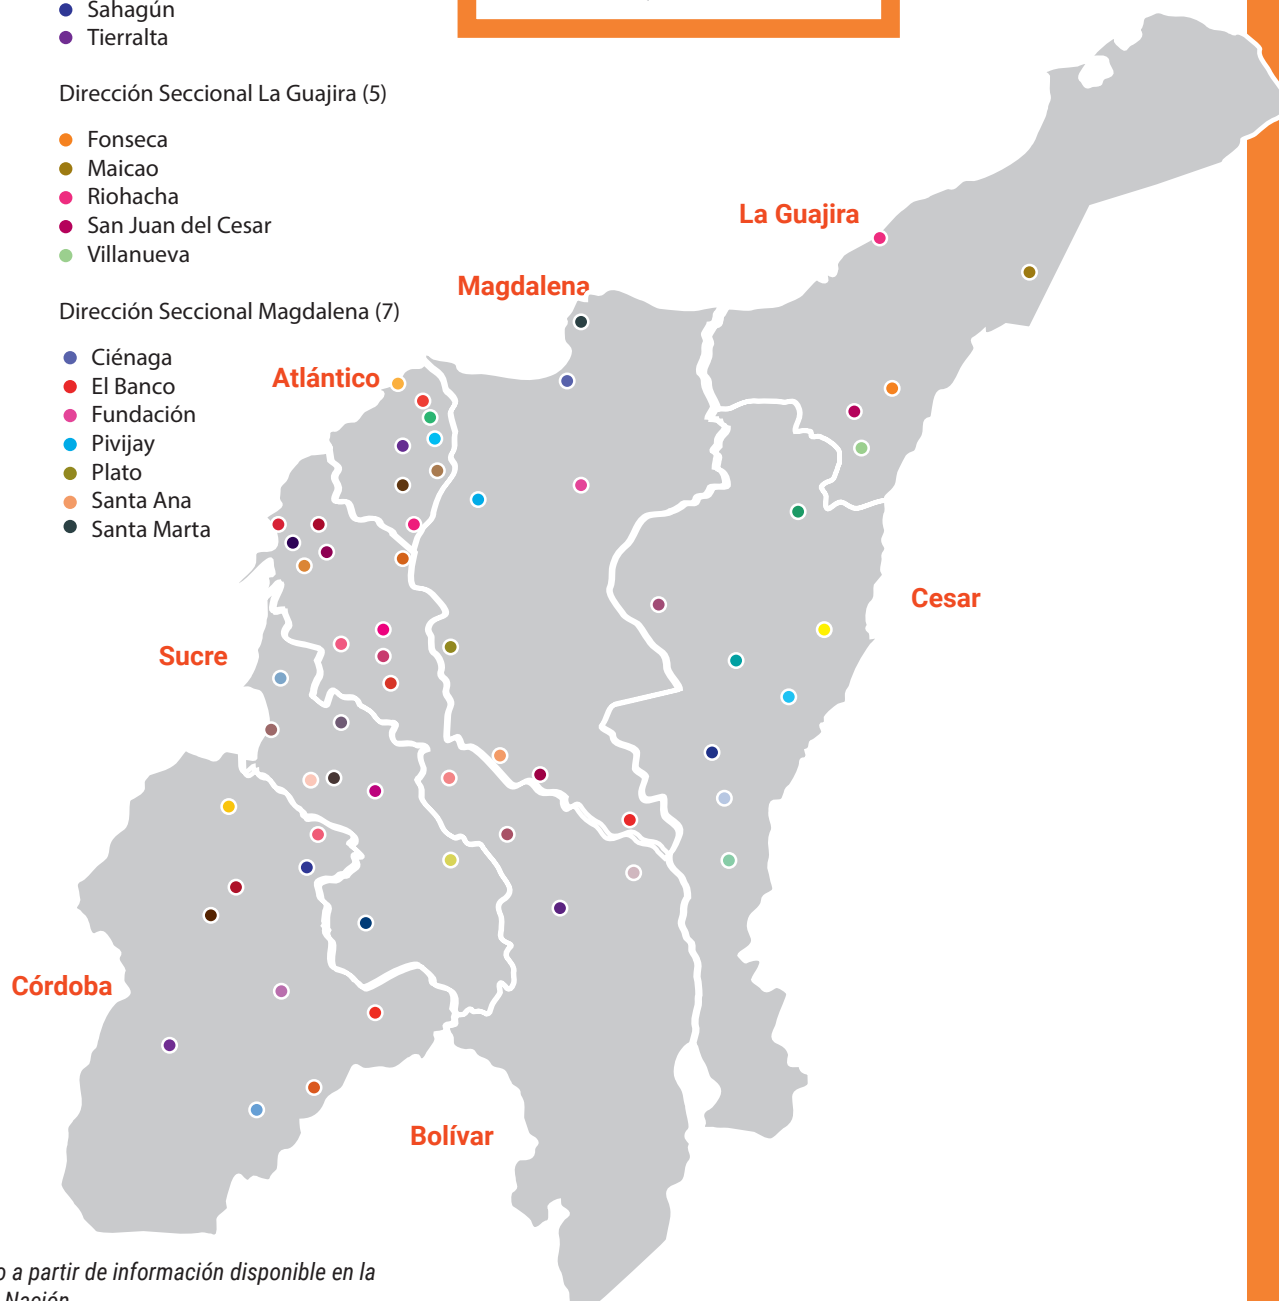 Sahagún
Tierralta
Dirección Seccional La Guajira (5)
Fonseca
Maicao
Riohacha
San Juan del Cesar
Villanueva
Dirección Seccional Magdalena (7)
Ciénaga
El Banco
Fundación
Pivijay
Plato
Santa Ana
Santa Marta
La Guajira
Magdalena
Atlántico
Cesar
Sucre
Córdoba
Bolívar
o a partir de información disponible en la
Nación